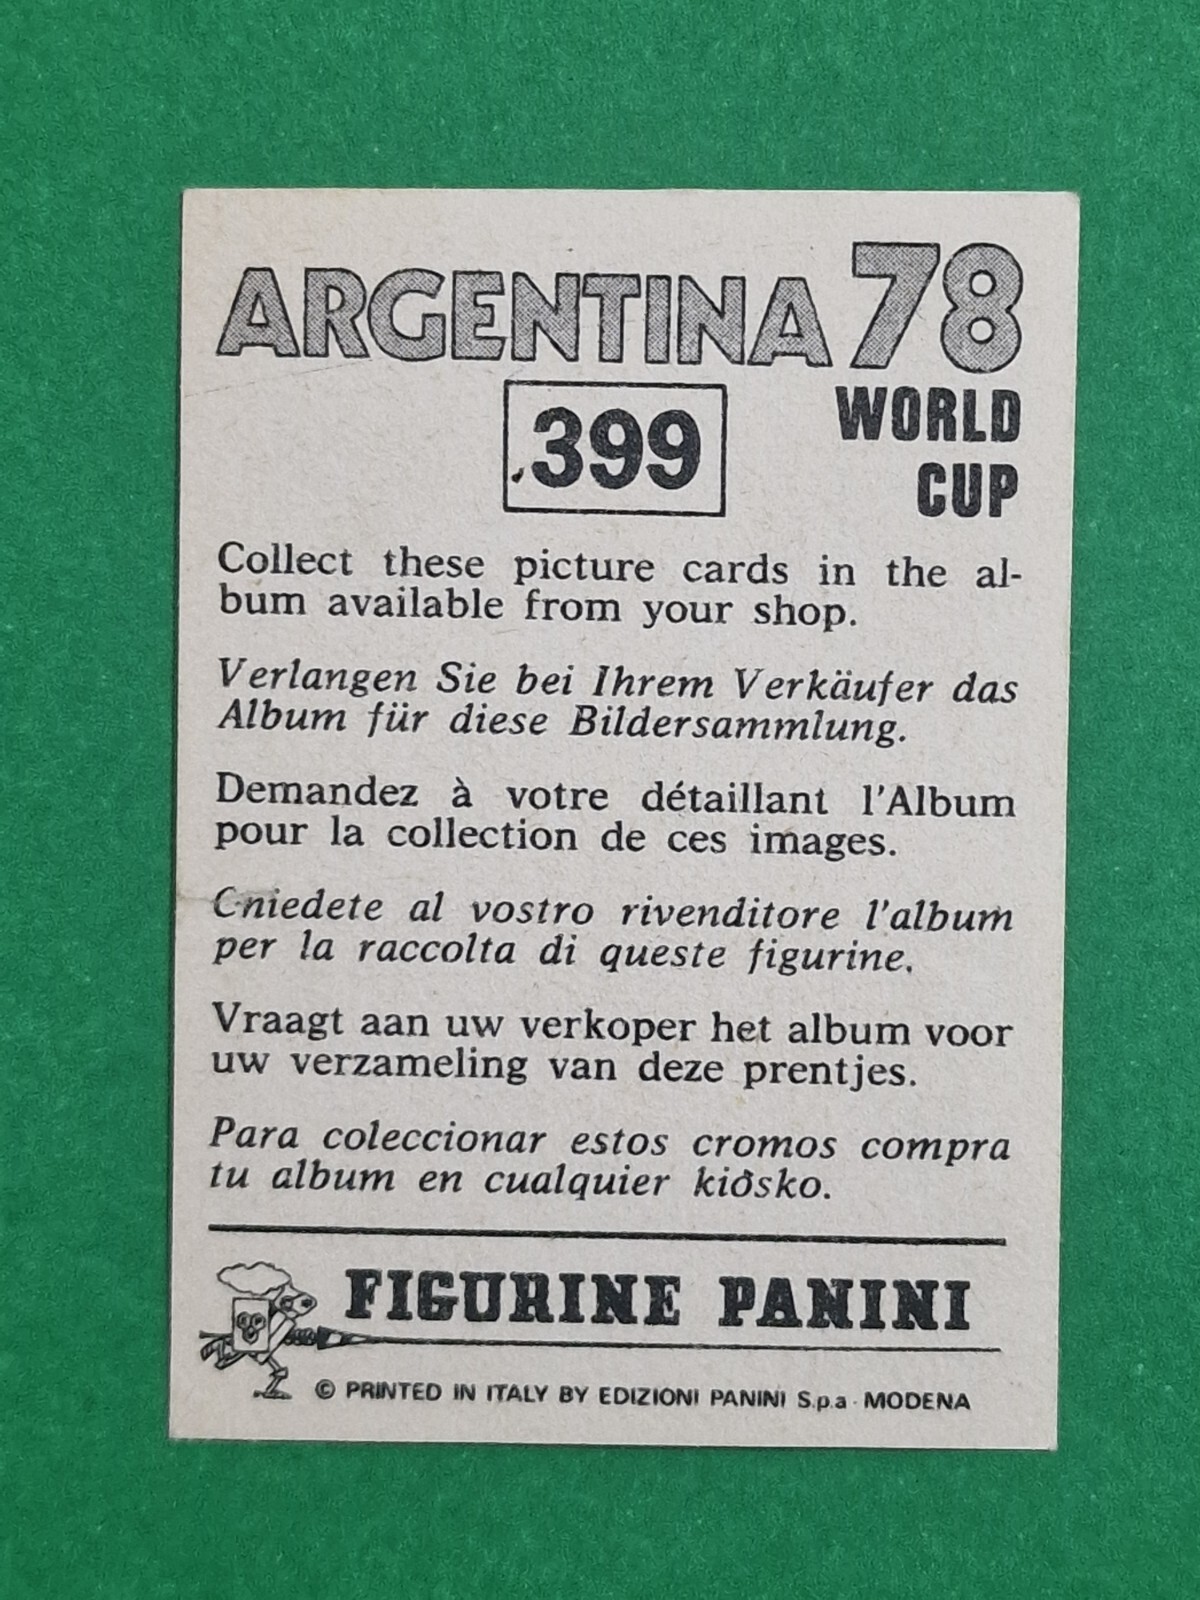 ARGENTINA 78
WORLD
CUP
399
Collect these picture cards in the al-
bum available from your shop.
Verlangen Sie bei Ihrem Verkäufer das
Album für diese Bildersammlung.
Demandez à votre détaillant l'Album
pour la collection de ces images.
Chiedete al vostro rivenditore l'album
per la raccolta di queste figurine.
Vraagt aan uw verkoper het album voor
uw verzameling van deze prentjes.
Para coleccionar estos cromos compra
tu album en cualquier kiósko.
FIGURINE PANINI
© PRINTED IN ITALY BY EDIZIONI PANINI S.p.a - MODENA